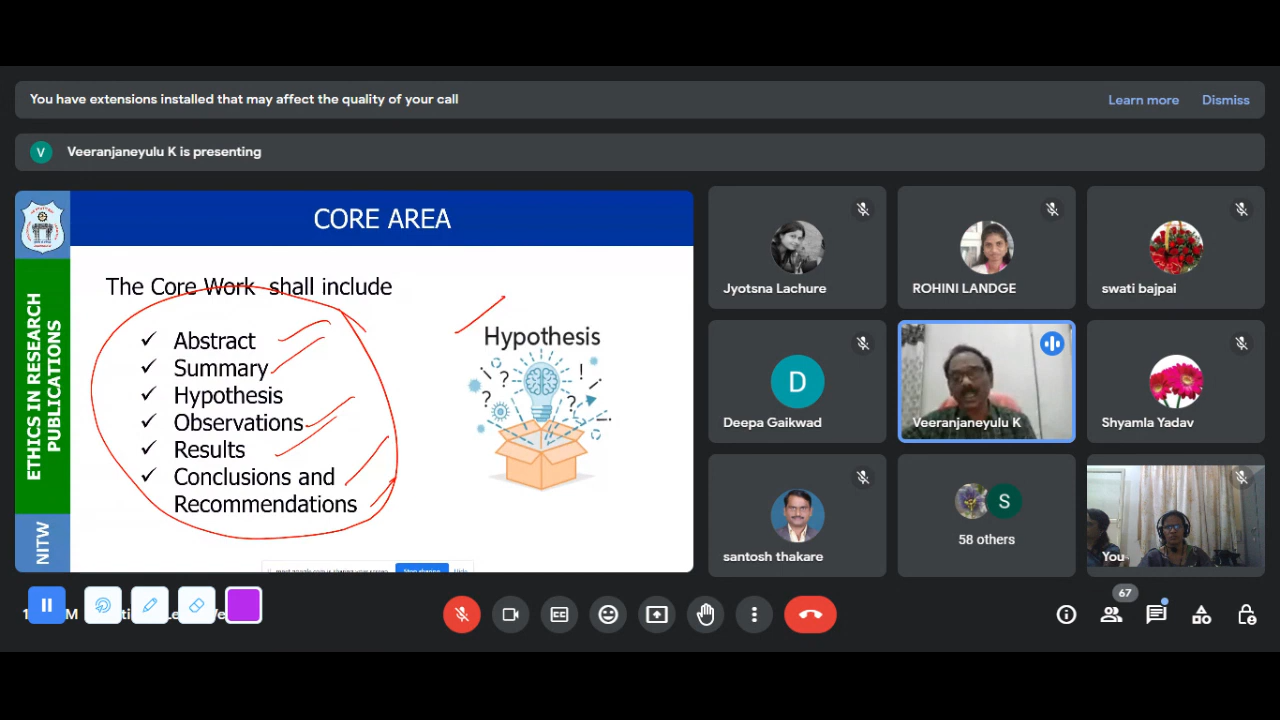 You have extensions installed that may affect the quality of your call
Learn more
Dismiss
V
Veeranjaneyulu K is presenting
CORE AREA
ETHICS IN RESEARCH
PUBLICATIONS
NITW
The Core Work shall include
Abstract
Summary
Hypothesis
Observations
Results
Conclusions and
Recommendations
Hypothesis
Stop sharing
Jyotsna Lachure
ROHINI LANDGE
swati bajpai
D
Deepa Gaikwad
Veeranjaneyulu K
Shyamla Yadav
santosh thakare
S
58 others
You
67